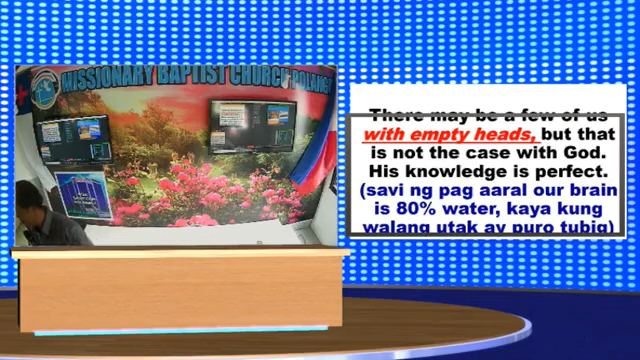 MISSIONARY BAPTIST CHURCH POLANGUI
There may be a few of us
with empty heads, but that
is not the case with God.
His knowledge is perfect.
(savi ng pag aaral our brain
is 80% water, kaya kung
walang utak ay puro tubig)